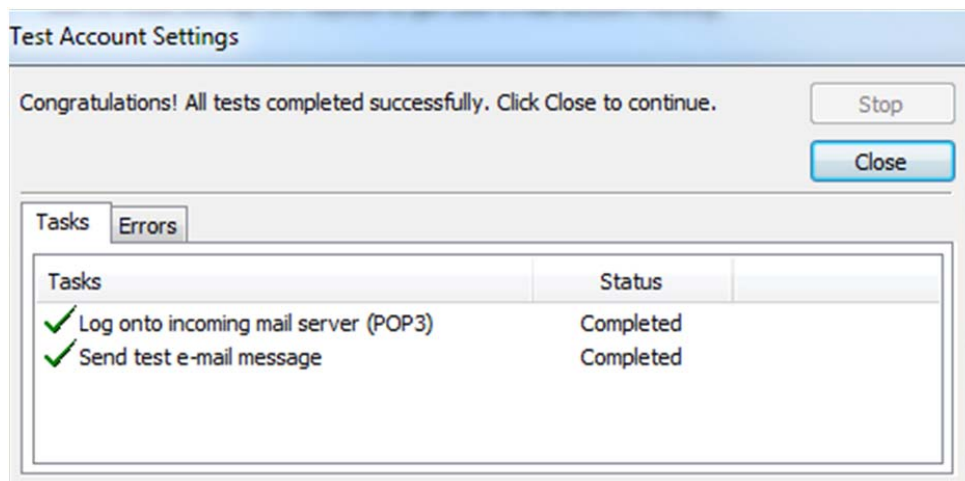 Test Account Settings
Congratulations! All tests completed successfully. Click Close to continue.
Stop
Close
Tasks
Errors
Tasks Status
Log onto incoming mail server (POP3) Completed
Send test e-mail message Completed